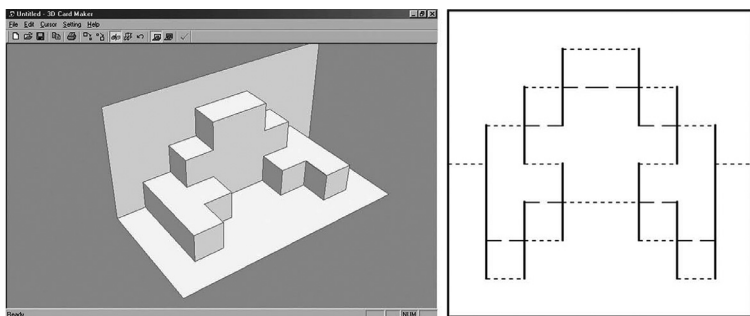 Untitled - 3D Card Maker
File Edit Cursor Setting Help
Ready
NUM